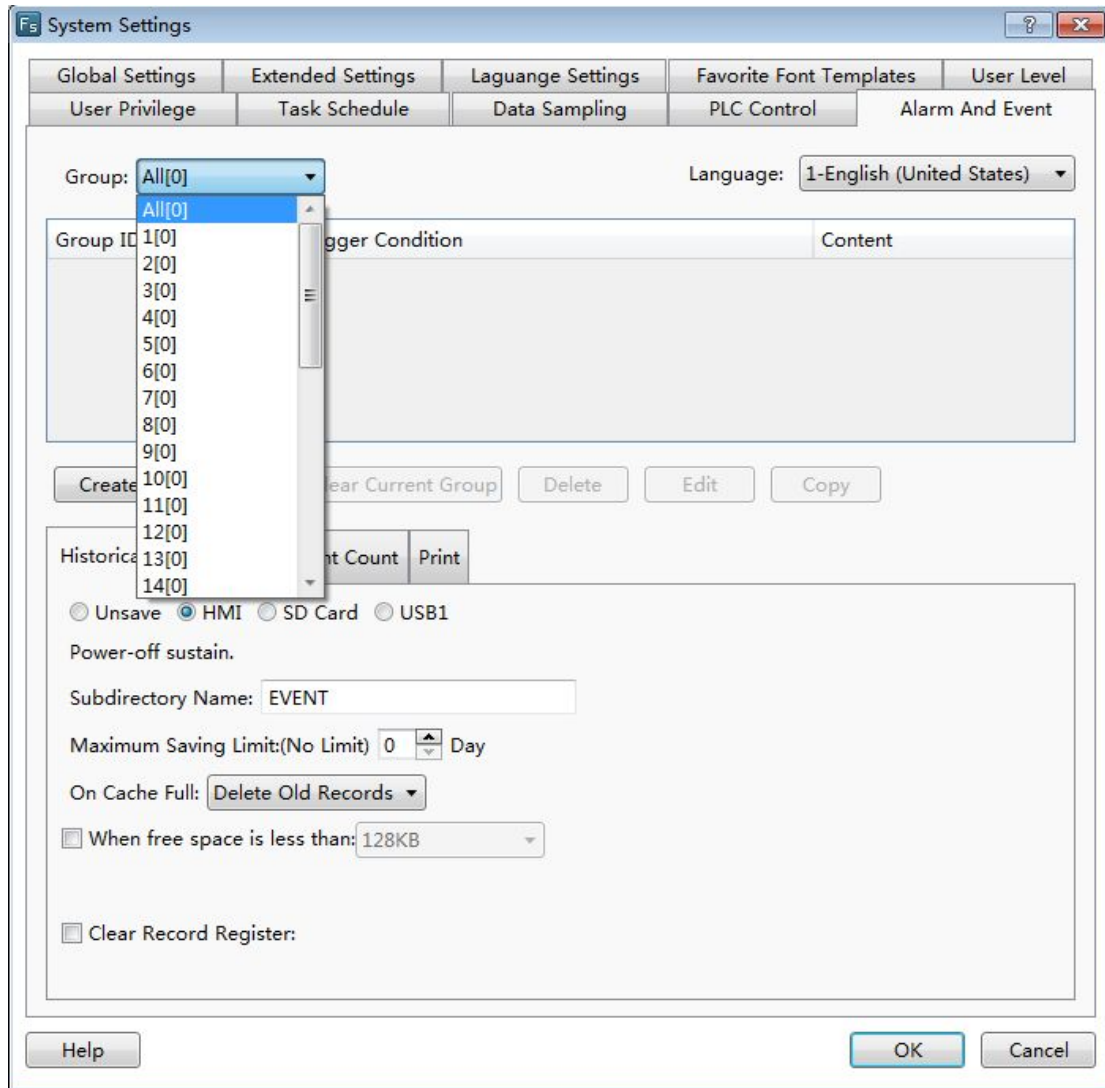 Fs System Settings
Global Settings Extended Settings Laguange Settings Favorite Font Templates User Level
User Privilege Task Schedule Data Sampling PLC Control Alarm And Event
Group: All[0] Language: 1-English (United States)
All[0]
Group ID gger Condition Content
1[0]
2[0]
3[0]
4[0]
5[0]
6[0]
7[0]
8[0]
9[0]
10[0]
Create ear Current Group Delete Edit Copy
11[0]
12[0]
Historica nt Count Print
13[0]
14[0]
Unsave HMI SD Card USB1
Power-off sustain.
Subdirectory Name: EVENT
Maximum Saving Limit:(No Limit) 0 Day
On Cache Full: Delete Old Records
When free space is less than: 128KB
Clear Record Register:
Help OK Cancel